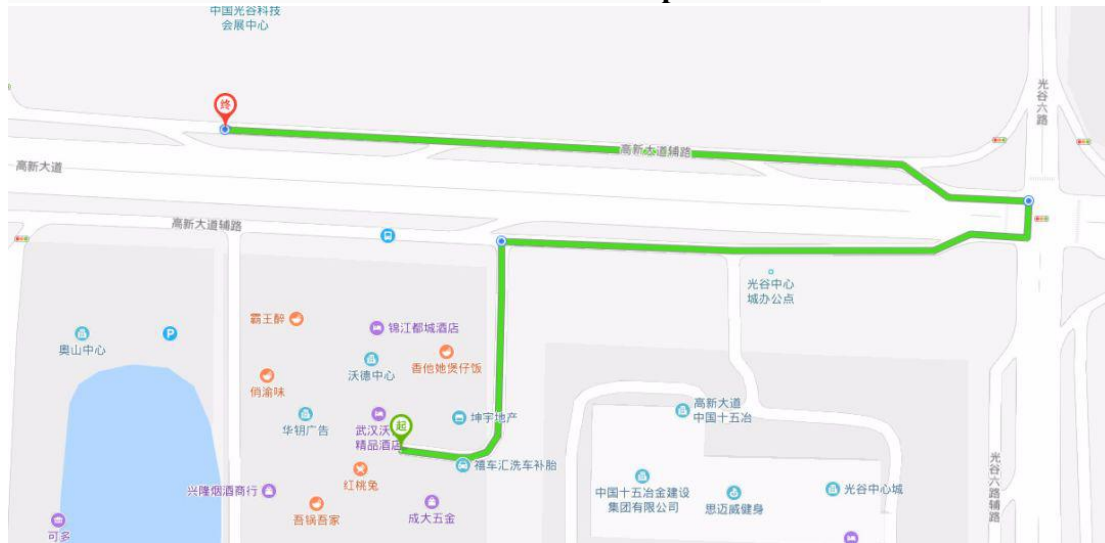 中国光谷科技
会展中心
光谷六路
终
高新大道辅路
高新大道
高新大道辅路
光谷中心
城办公点
霸王醉
锦江都城酒店
奥山中心
P
沃德中心
香他她煲仔饭
俏渝味
高新大道
中国十五冶
华钥广告
武汉沃
精品酒店
起
坤宇地产
禧车汇洗车补胎
红桃兔
光谷六路辅路
兴隆烟酒商行
吾锅吾家
成大五金
中国十五冶金建设
集团有限公司
思迈威健身
光谷中心城
可多